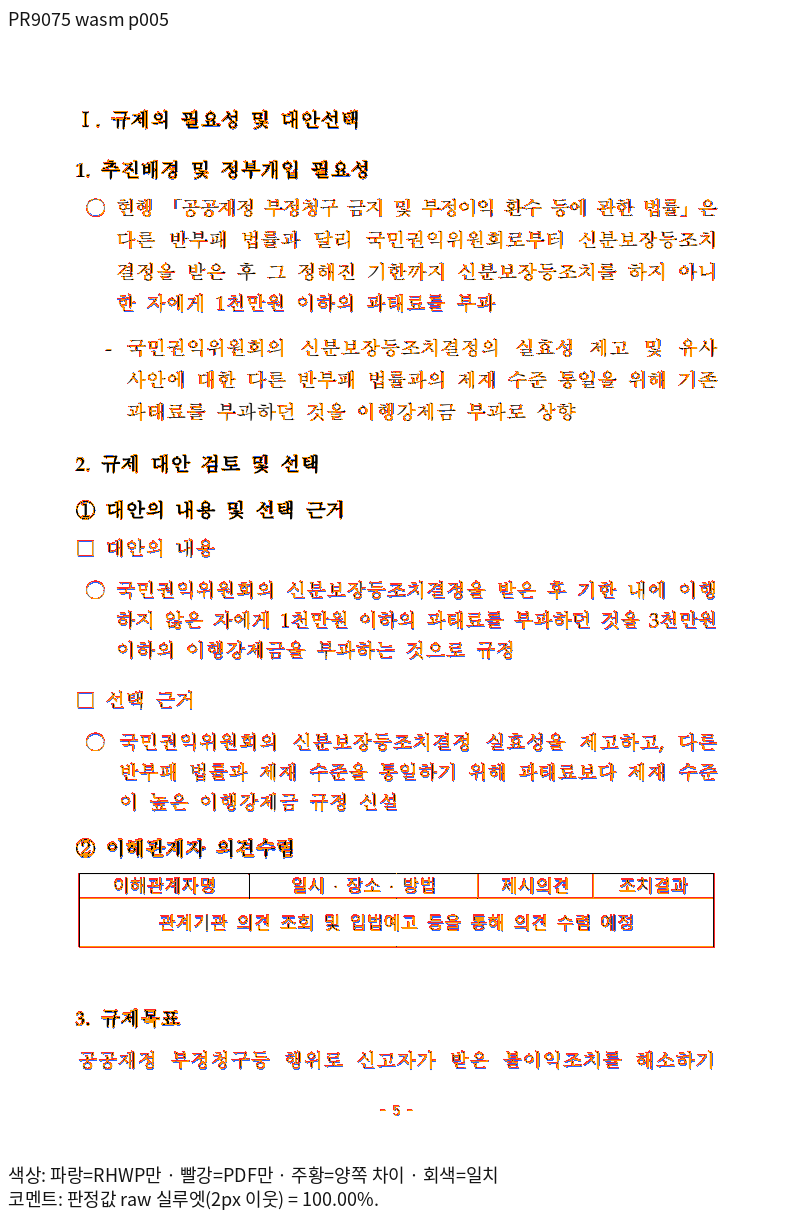 PR9075 wasm p005
Ⅰ. 규제의 필요성 및 대안선택
1. 추진배경 및 정부개입 필요성
○ 현행 「공공재정 부정청구 금지 및 부정이익 환수 등에 관한 법률」은
다른 반부패 법률과 달리 국민권익위원회로부터 신분보장등조치
결정을 받은 후 그 정해진 기한까지 신분보장등조치를 하지 아니
한 자에게 1천만원 이하의 과태료를 부과
- 국민권익위원회의 신분보장등조치결정의 실효성 제고 및 유사
사안에 대한 다른 반부패 법률과의 제재 수준 통일을 위해 기존
과태료를 부과하던 것을 이행강제금 부과로 상향
2. 규제 대안 검토 및 선택
① 대안의 내용 및 선택 근거
□ 대안의 내용
○ 국민권익위원회의 신분보장등조치결정을 받은 후 기한 내에 이행
하지 않은 자에게 1천만원 이하의 과태료를 부과하던 것을 3천만원
이하의 이행강제금을 부과하는 것으로 규정
□ 선택 근거
○ 국민권익위원회의 신분보장등조치결정 실효성을 제고하고, 다른
반부패 법률과 제재 수준을 통일하기 위해 과태료보다 제재 수준
이 높은 이행강제금 규정 신설
② 이해관계자 의견수렴
이해관계자명 일시 · 장소 · 방법 제시의견 조치결과
관계기관 의견 조회 및 입법예고 등을 통해 의견 수렴 예정
3. 규제목표
공공재정 부정청구등 행위로 신고자가 받은 불이익조치를 해소하기
- 5 -
색상: 파랑=RHWP만 · 빨강=PDF만 · 주황=양쪽 차이 · 회색=일치
코멘트: 판정값 raw 실루엣(2px 이웃) = 100.00%.